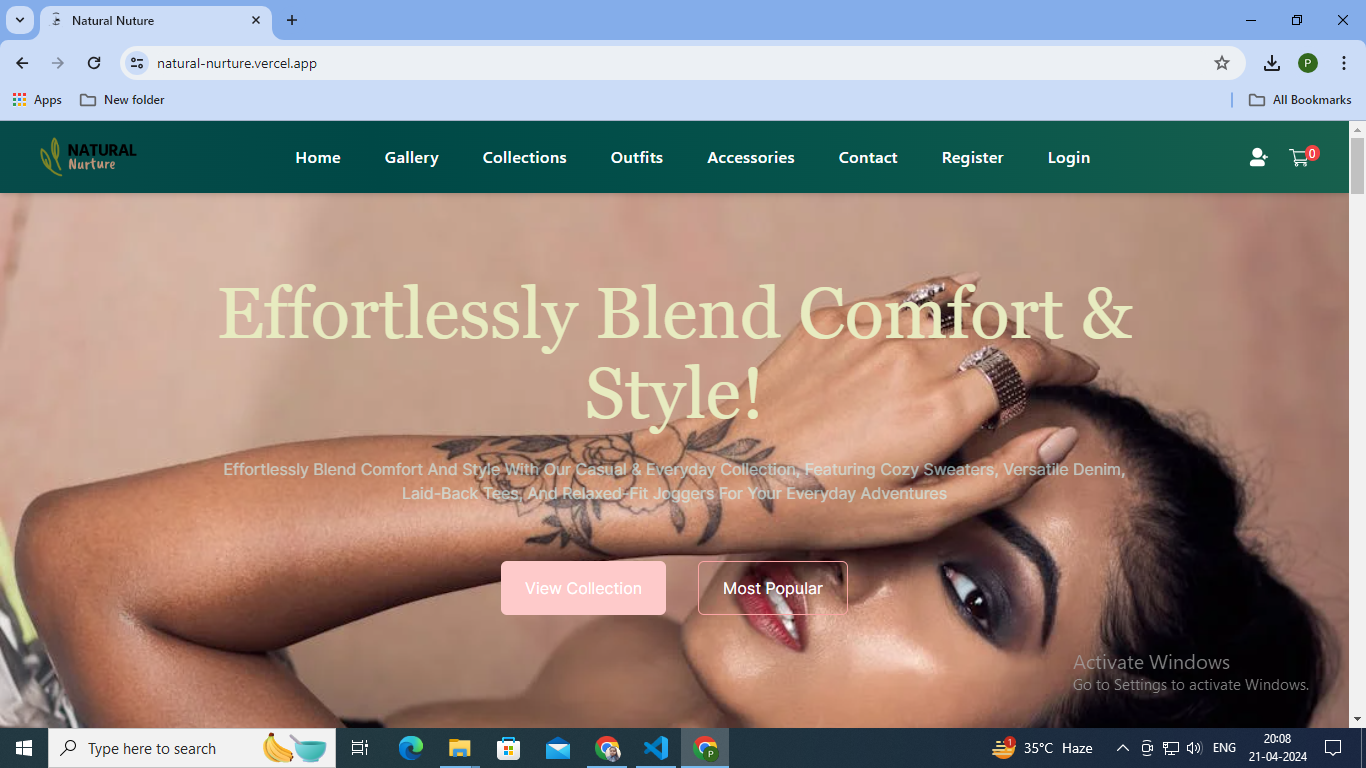 Natural Nuture
natural-nurture.vercel.app
P
Apps
New folder
All Bookmarks
NATURAL
Nurture
Home
Gallery
Collections
Outfits
Accessories
Contact
Register
Login
0
Effortlessly Blend Comfort &
Style!
Effortlessly Blend Comfort And Style With Our Casual & Everyday Collection, Featuring Cozy Sweaters, Versatile Denim,
Laid-Back Tees, And Relaxed-Fit Joggers For Your Everyday Adventures
View Collection
Most Popular
Activate Windows
Go to Settings to activate Windows.
Type here to search
P
1
35°C Haze
ENG
20:08
21-04-2024